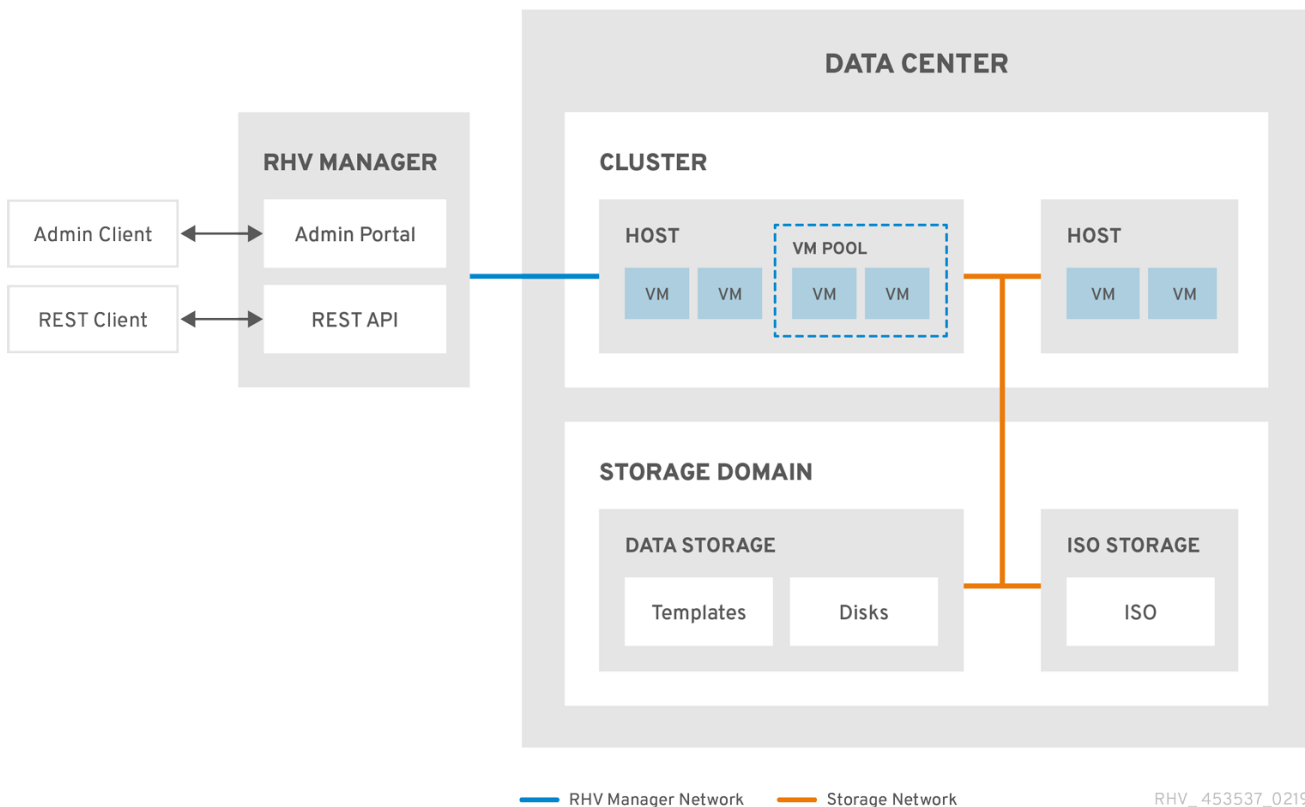 DATA CENTER
RHV MANAGER
Admin Client
Admin Portal
REST Client
REST API
CLUSTER
HOST
VM
VM
VM POOL
VM
VM
HOST
VM
VM
STORAGE DOMAIN
DATA STORAGE
Templates
Disks
ISO STORAGE
ISO
RHV Manager Network
Storage Network
RHV_453537_0219